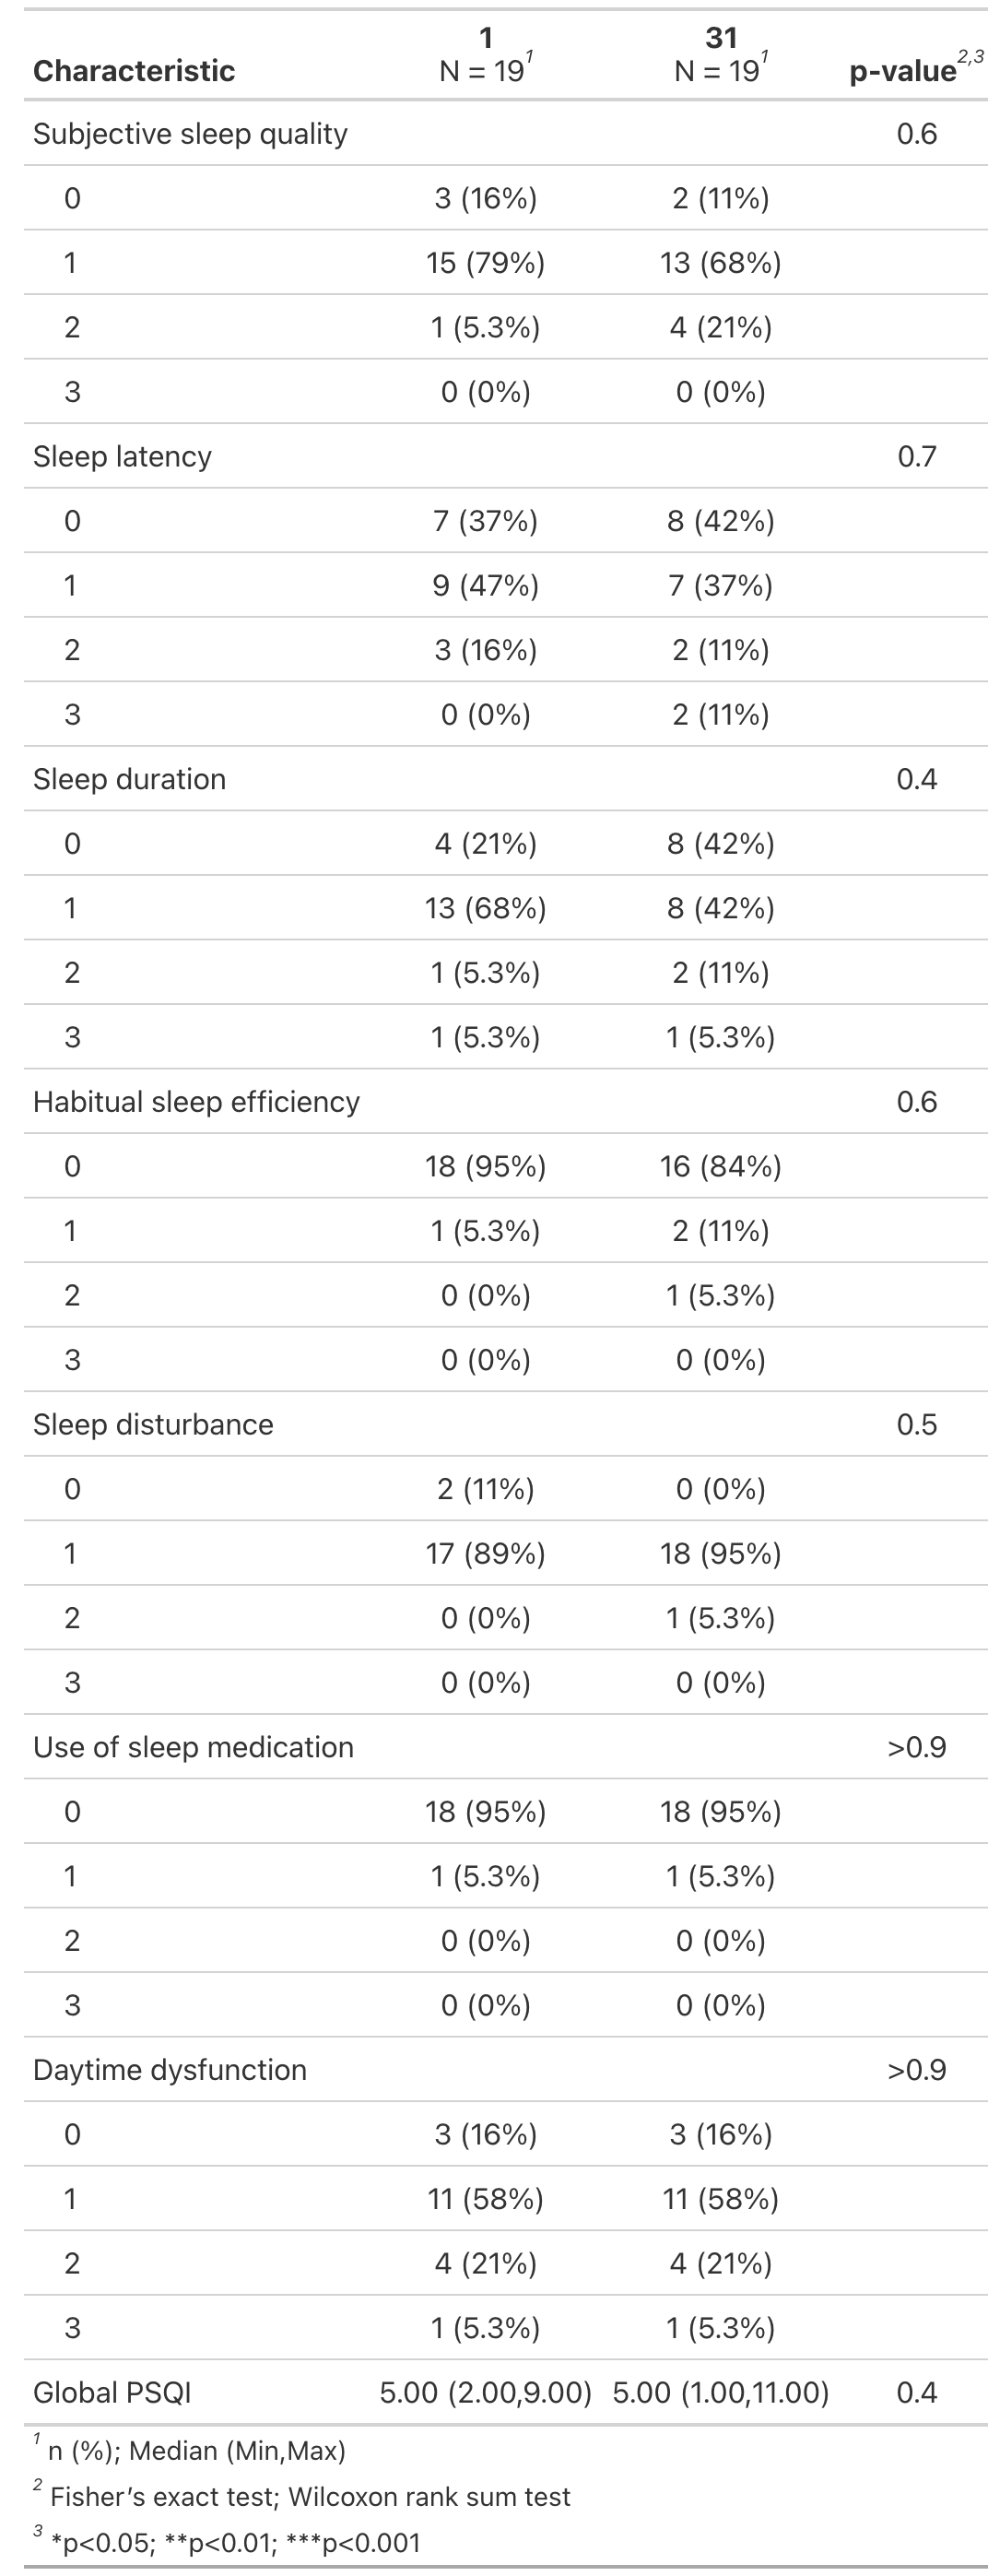 Characteristic 1 N = 19¹ 31 N = 19¹ p-value²,³
Subjective sleep quality 0.6
0 3 (16%) 2 (11%)
1 15 (79%) 13 (68%)
2 1 (5.3%) 4 (21%)
3 0 (0%) 0 (0%)
Sleep latency 0.7
0 7 (37%) 8 (42%)
1 9 (47%) 7 (37%)
2 3 (16%) 2 (11%)
3 0 (0%) 2 (11%)
Sleep duration 0.4
0 4 (21%) 8 (42%)
1 13 (68%) 8 (42%)
2 1 (5.3%) 2 (11%)
3 1 (5.3%) 1 (5.3%)
Habitual sleep efficiency 0.6
0 18 (95%) 16 (84%)
1 1 (5.3%) 2 (11%)
2 0 (0%) 1 (5.3%)
3 0 (0%) 0 (0%)
Sleep disturbance 0.5
0 2 (11%) 0 (0%)
1 17 (89%) 18 (95%)
2 0 (0%) 1 (5.3%)
3 0 (0%) 0 (0%)
Use of sleep medication >0.9
0 18 (95%) 18 (95%)
1 1 (5.3%) 1 (5.3%)
2 0 (0%) 0 (0%)
3 0 (0%) 0 (0%)
Daytime dysfunction >0.9
0 3 (16%) 3 (16%)
1 11 (58%) 11 (58%)
2 4 (21%) 4 (21%)
3 1 (5.3%) 1 (5.3%)
Global PSQI 5.00 (2.00,9.00) 5.00 (1.00,11.00) 0.4
¹ n (%); Median (Min,Max)
² Fisher’s exact test; Wilcoxon rank sum test
³ *p<0.05; **p<0.01; ***p<0.001